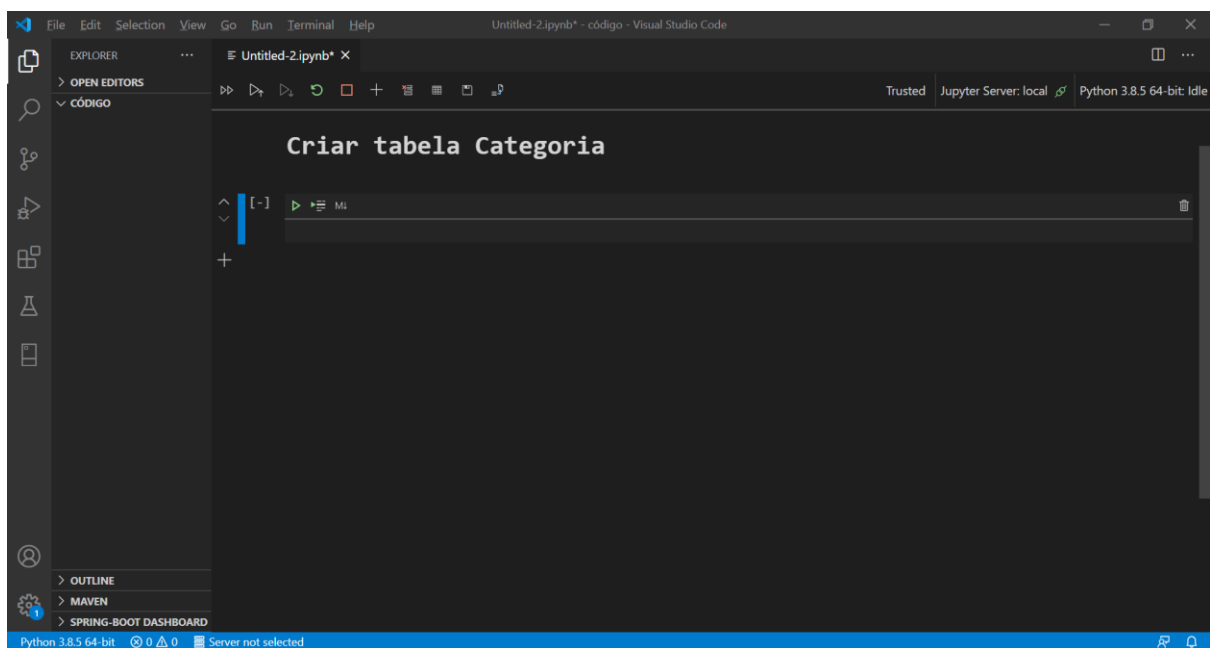 File Edit Selection View Go Run Terminal Help Untitled-2.ipynb* - código - Visual Studio Code
EXPLORER ... Untitled-2.ipynb*
OPEN EDITORS
CÓDIGO
Trusted Jupyter Server: local Python 3.8.5 64-bit: Idle
Criar tabela Categoria
[-] M↓
OUTLINE
MAVEN
1
SPRING-BOOT DASHBOARD
Python 3.8.5 64-bit 0 0 Server not selected